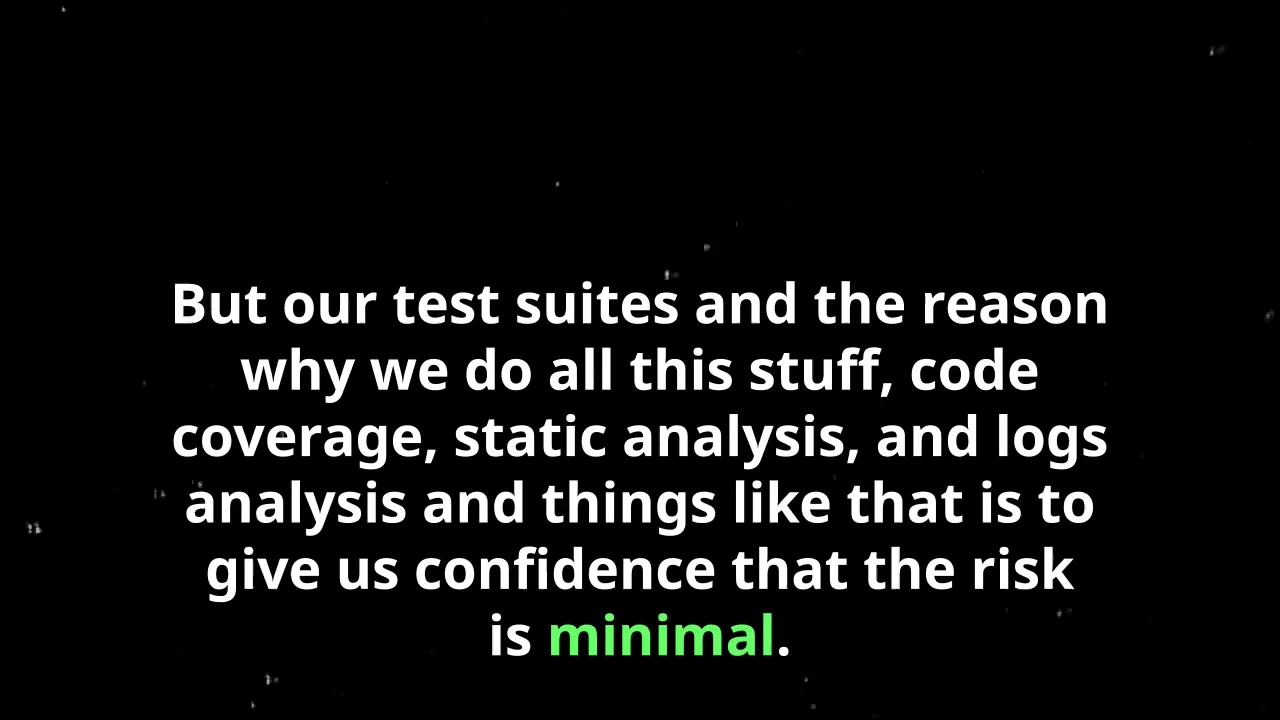 But our test suites and the reason
why we do all this stuff, code
coverage, static analysis, and logs
analysis and things like that is to
give us confidence that the risk
is minimal.